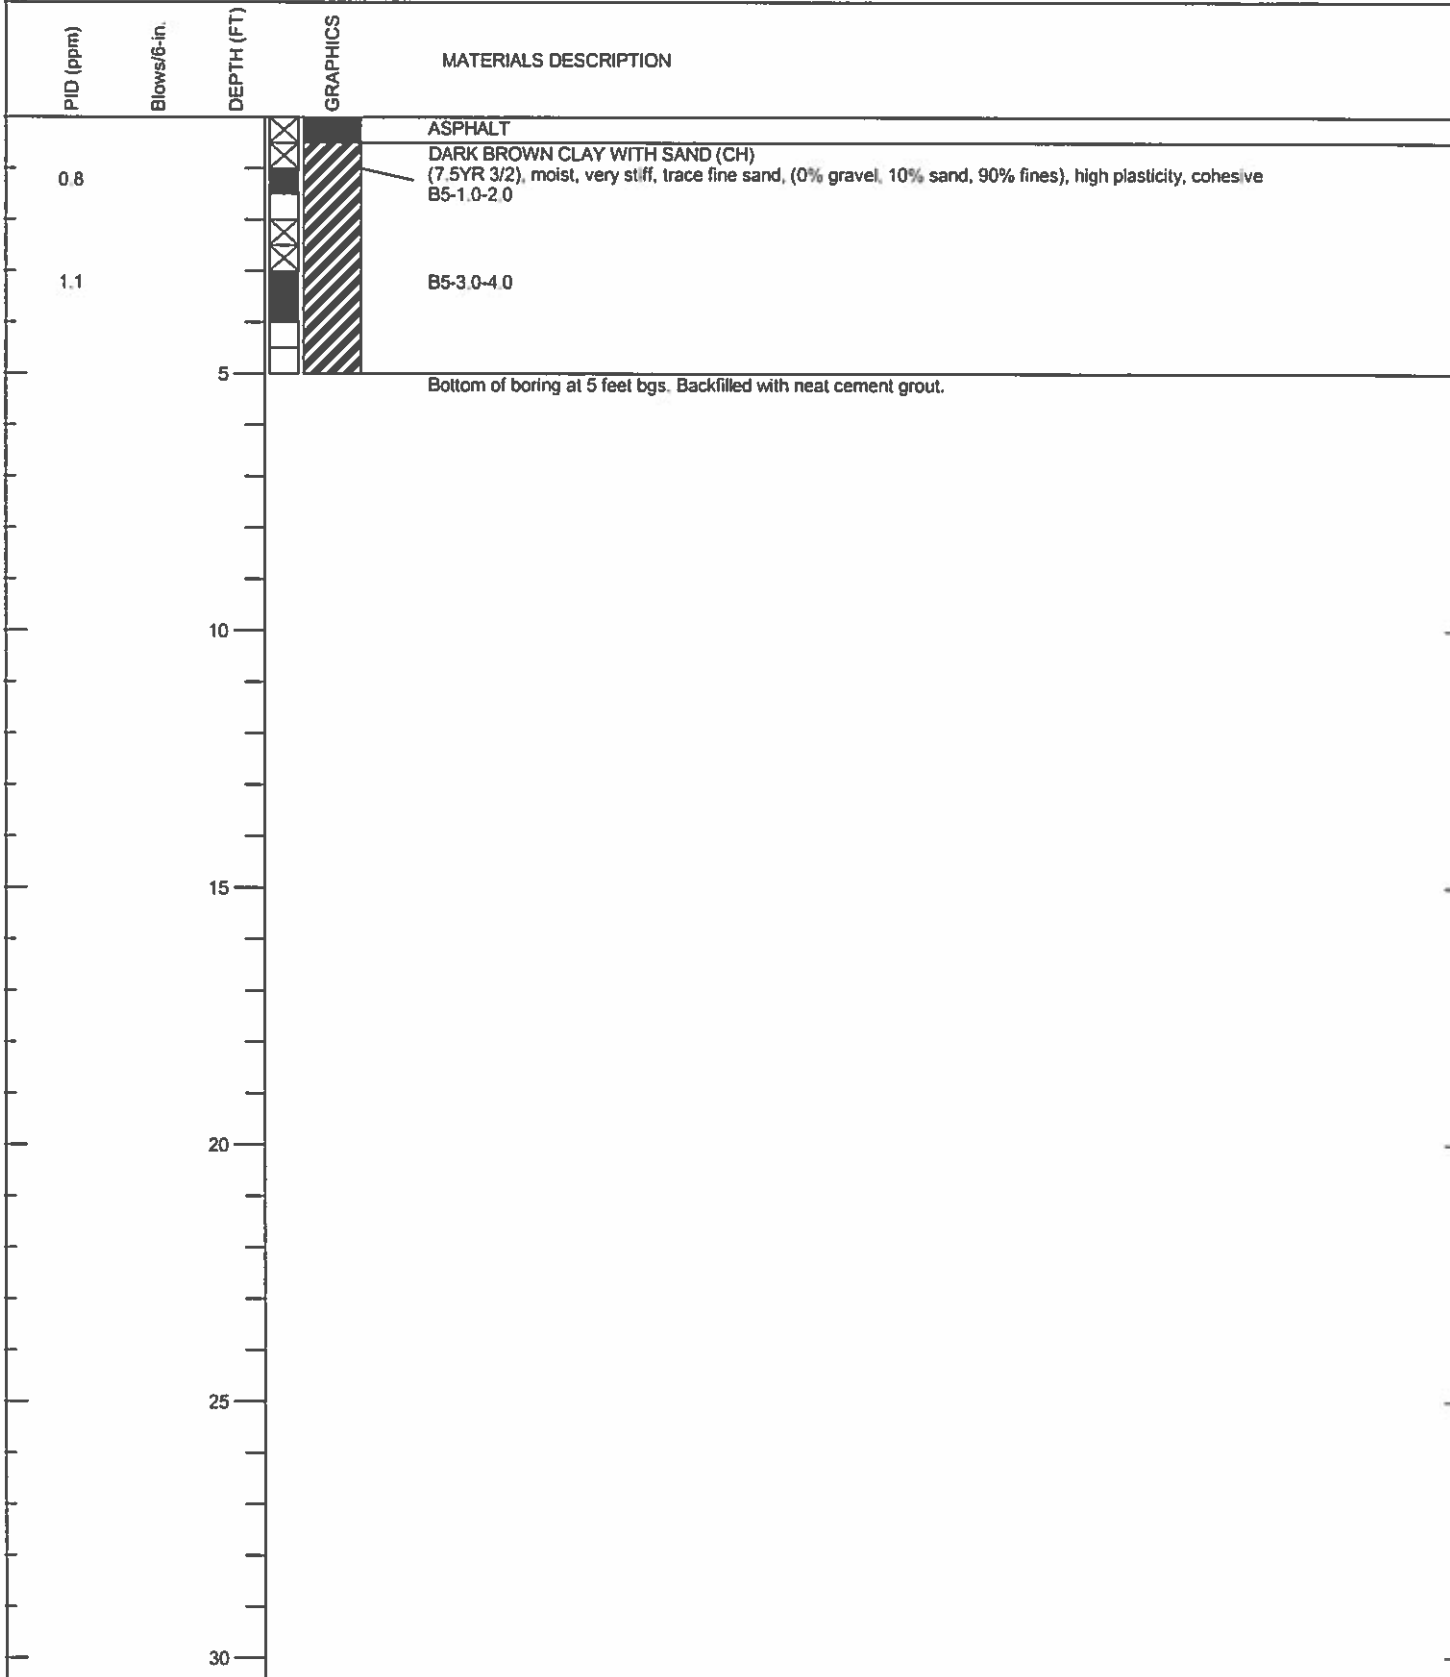 PID (ppm)
Blows/6-in.
DEPTH (FT)
GRAPHICS
MATERIALS DESCRIPTION
ASPHALT
DARK BROWN CLAY WITH SAND (CH)
0.8
(7.5YR 3/2), moist, very stiff, trace fine sand, (0% gravel, 10% sand, 90% fines), high plasticity, cohesive
B5-1.0-2.0
1.1
B5-3.0-4.0
5
Bottom of boring at 5 feet bgs. Backfilled with neat cement grout.
10
15
20
25
30